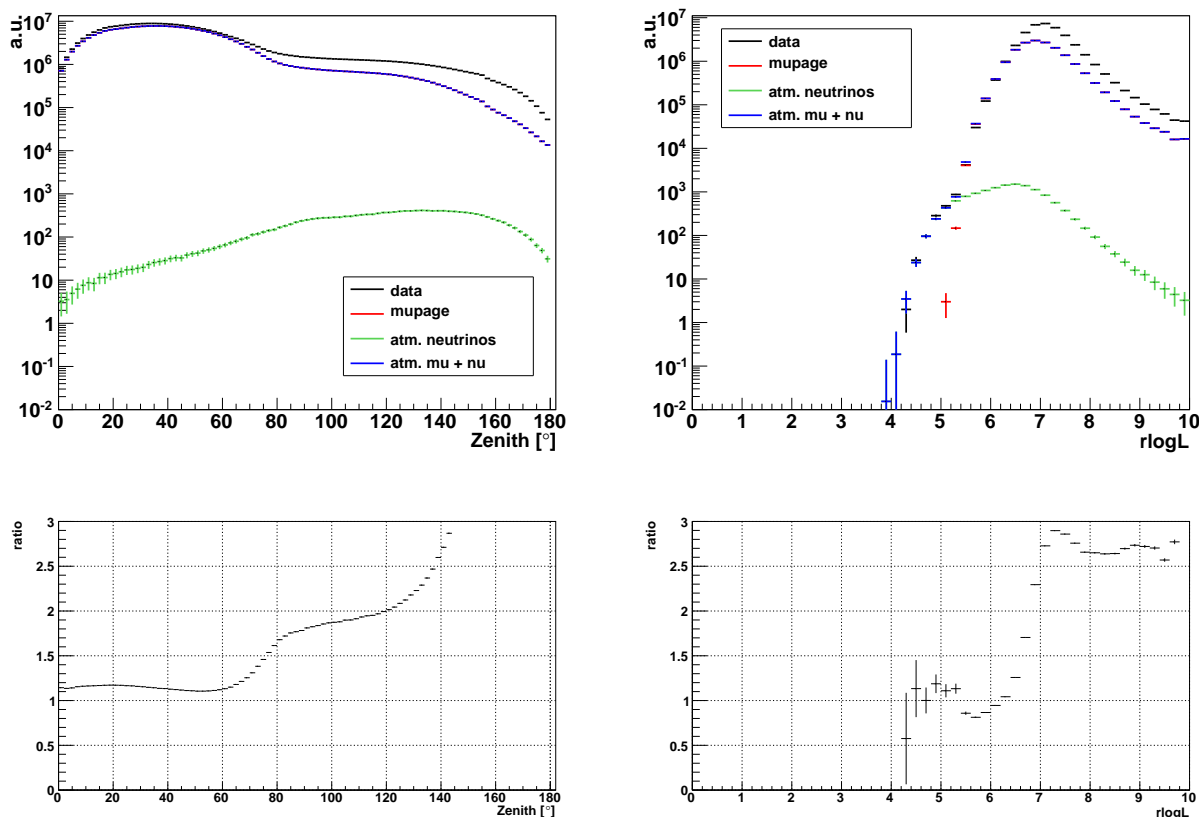 a.u.
10^7
10^6
10^5
10^4
10^3
10^2
10
1
10^-1
10^-2
data
mupage
atm. neutrinos
atm. mu + nu
0 20 40 60 80 100 120 140 160 180
Zenith [°]
a.u.
10^7
10^6
10^5
10^4
10^3
10^2
10
1
10^-1
10^-2
data
mupage
atm. neutrinos
atm. mu + nu
0 1 2 3 4 5 6 7 8 9 10
rlogL
ratio
3
2.5
2
1.5
1
0.5
0
0 20 40 60 80 100 120 140 160 180
Zenith [°]
ratio
3
2.5
2
1.5
1
0.5
0
0 1 2 3 4 5 6 7 8 9 10
rlogL